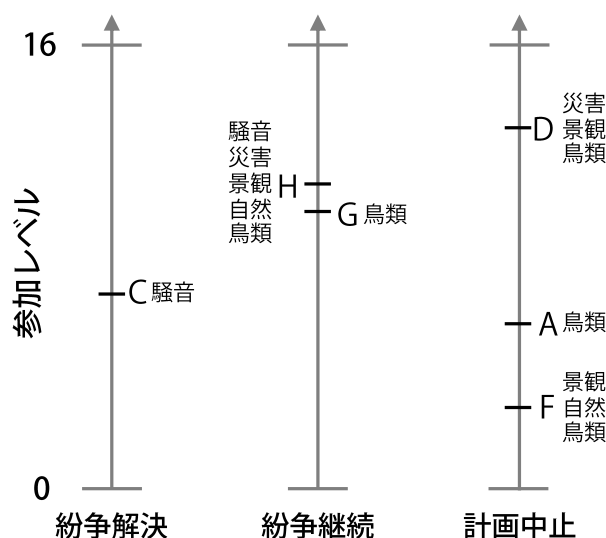 16
参加レベル
0
C 騒音
紛争解決
騒音
災害
景観
自然
鳥類
H
G 鳥類
紛争継続
D
災害
景観
鳥類
A 鳥類
F
景観
自然
鳥類
計画中止